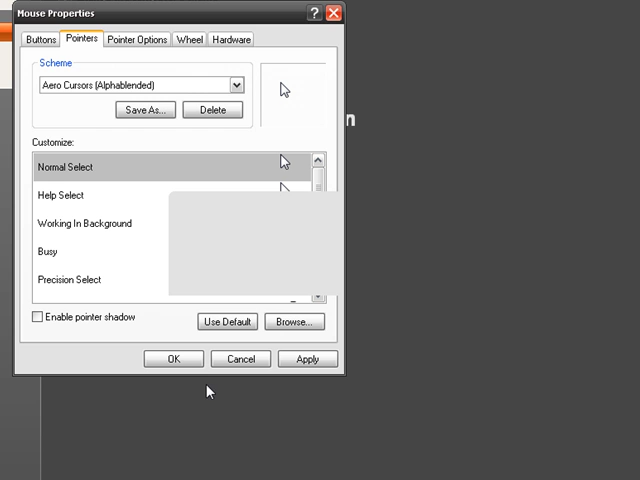 Mouse Properties
?
Buttons
Pointers
Pointer Options
Wheel
Hardware
Scheme
Aero Cursors (Alphablended)
Save As...
Delete
n
Customize:
Normal Select
Help Select
Working In Background
Busy
Precision Select
Enable pointer shadow
Use Default
Browse...
OK
Cancel
Apply